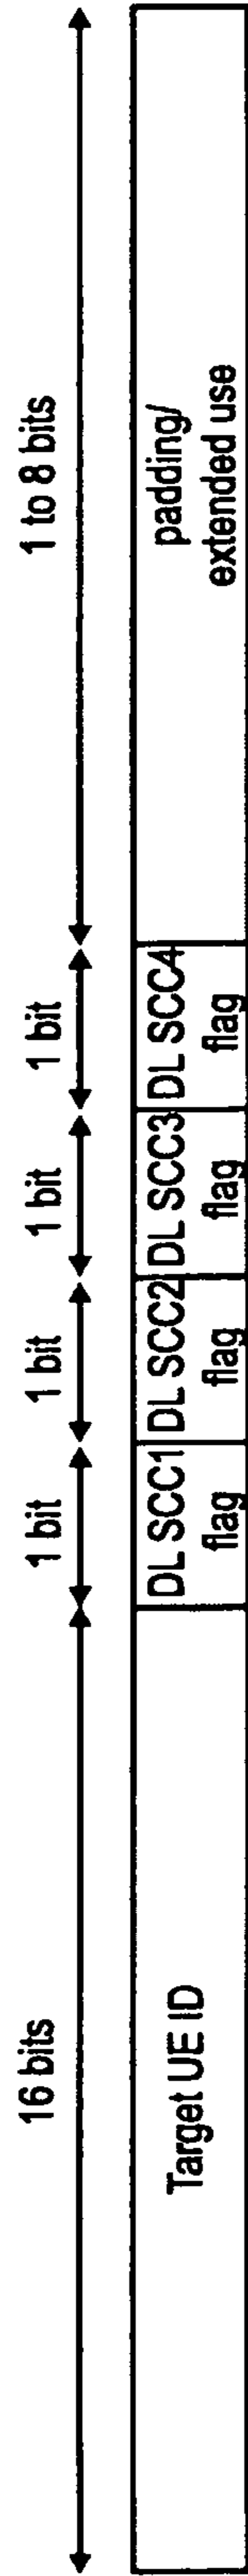 16 bits
1 bit
1 bit
1 bit
1 bit
1 to 8 bits
Target UE ID
DL SCC1
flag
DL SCC2
flag
DL SCC3
flag
DL SCC4
flag
padding/
extended use